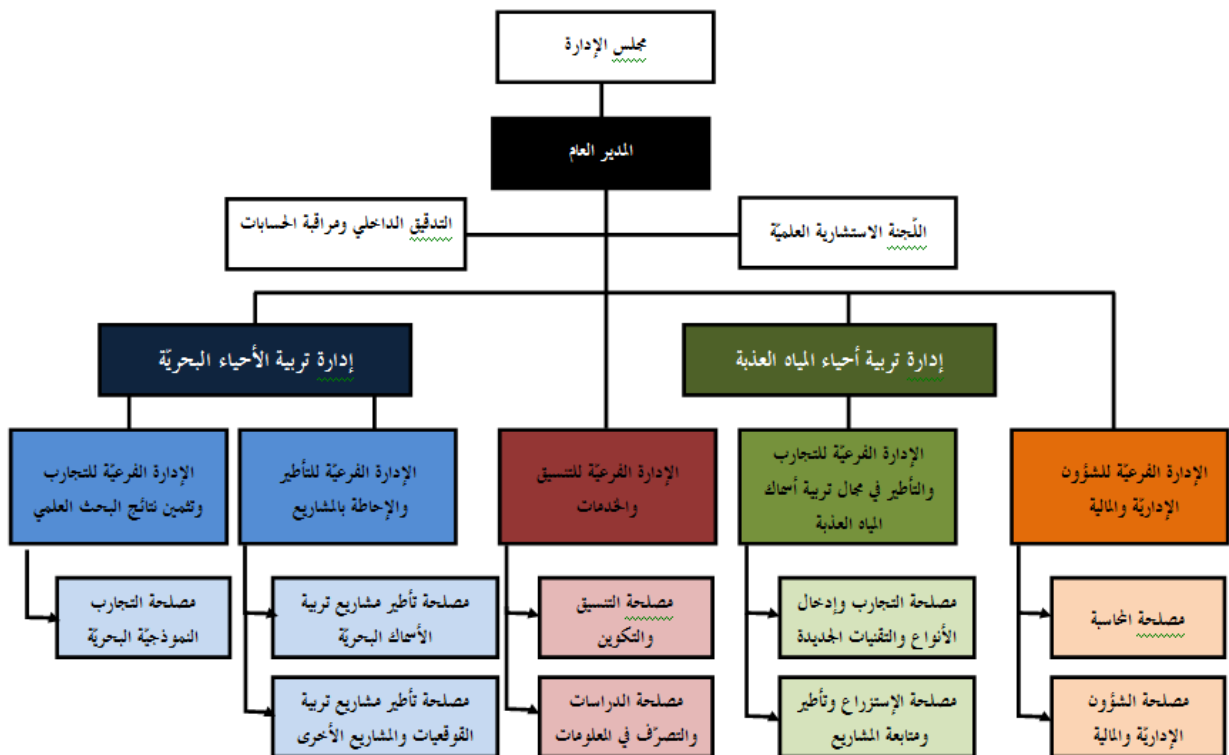 مجلس الإدارة
المدير العام
اللّجنة الاستشارية العلميّة
التدقيق الداخلي ومراقبة الحسابات
إدارة تربية أحياء المياه العذبة
إدارة تربية الأحياء البحريّة
الإدارة الفرعيّة للشؤون
الإداريّة والمالية
الإدارة الفرعيّة للتجارب
والتأطير في مجال تربية أسماك
المياه العذبة
الإدارة الفرعيّة للتنسيق
والخدمات
الإدارة الفرعيّة للتأطير
والإحاطة بالمشاريع
الإدارة الفرعيّة للتجارب
وتثمين نتائج البحث العلمي
مصلحة المحاسبة
مصلحة التجارب وإدخال
الأنواع والتقنيات الجديدة
مصلحة التنسيق
والتكوين
مصلحة تأطير مشاريع تربية
الأسماك البحريّة
مصلحة التجارب
النموذجيّة البحريّة
مصلحة الشؤون
الإداريّة والمالية
مصلحة الإستزراع وتأطير
ومتابعة المشاريع
مصلحة الدراسات
والتصرّف في المعلومات
مصلحة تأطير مشاريع تربية
القوقعيات والمشاريع الأخرى